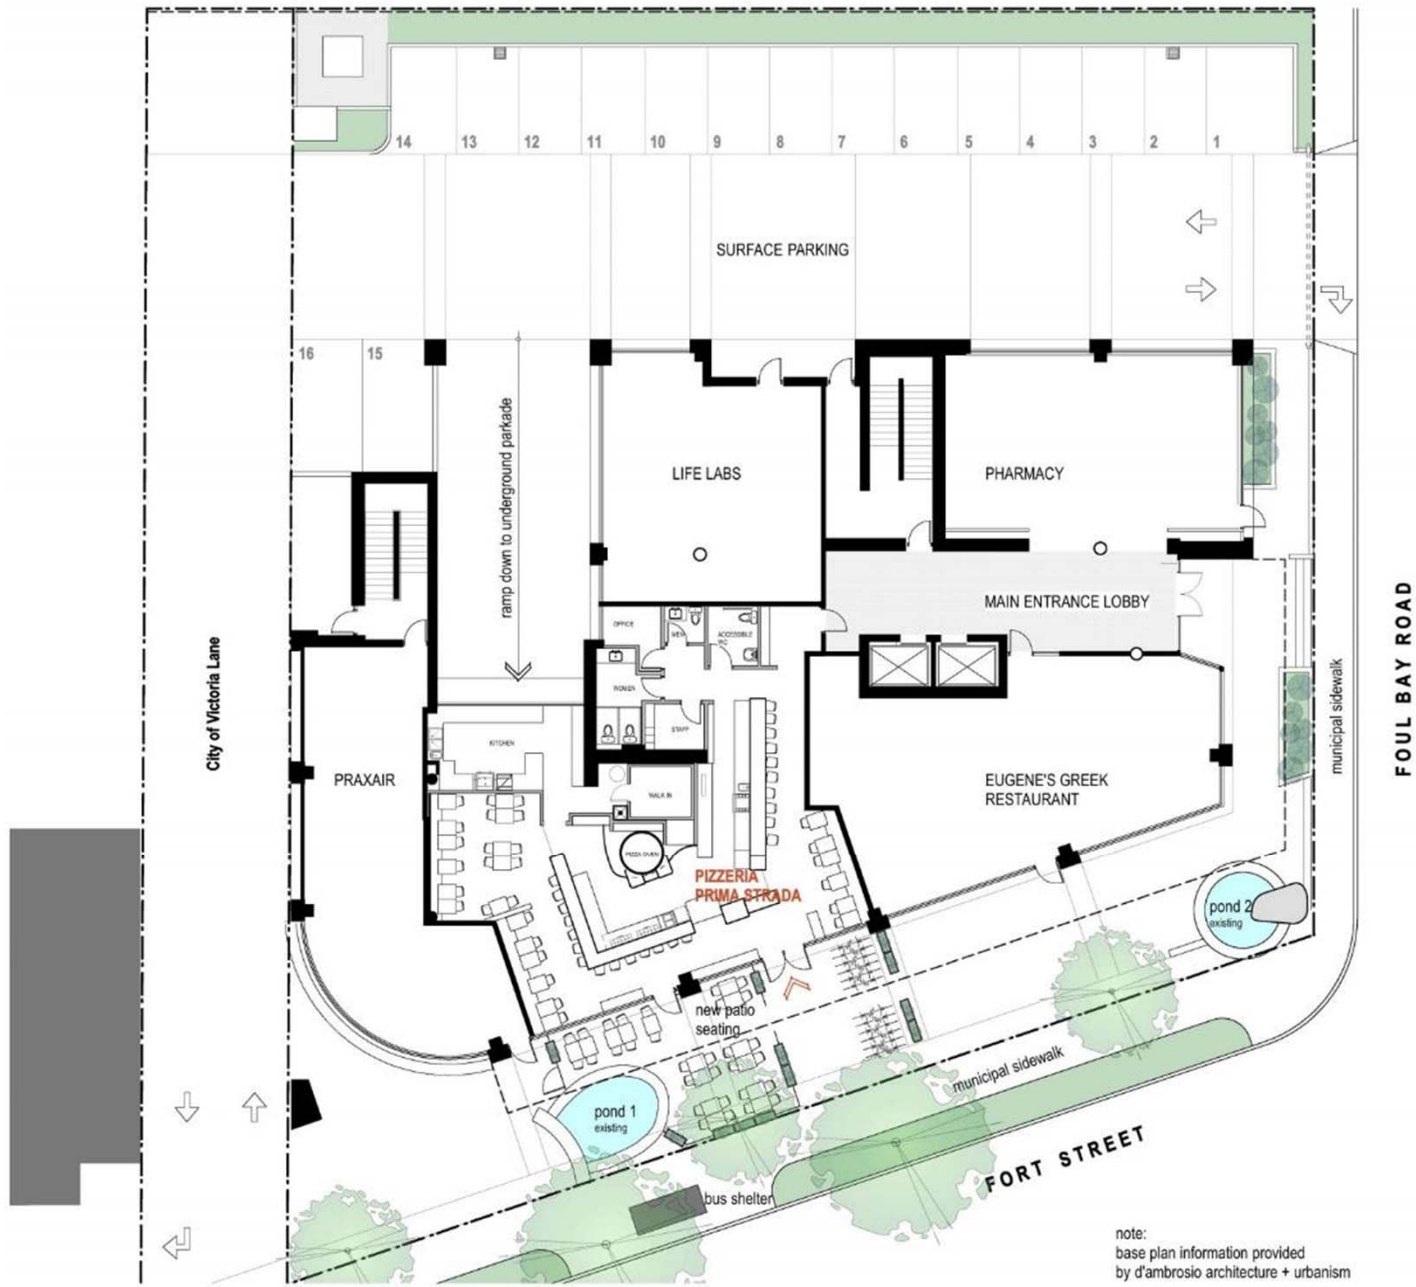 14 13 12 11 10 9 8 7 6 5 4 3 2 1
SURFACE PARKING
16 15
ramp down to underground parkade
LIFE LABS
PHARMACY
MAIN ENTRANCE LOBBY
OFFICE
MEN
ACCESSIBLE
WC
WOMEN
STAFF
City of Victoria Lane
municipal sidewalk
FOUL BAY ROAD
KITCHEN
PRAXAIR
WALK IN
EUGENE'S GREEK
RESTAURANT
PIZZA OVEN
PIZZERIA
PRIMA STRADA
pond 2
existing
new patio
seating
municipal sidewalk
pond 1
existing
FORT STREET
bus shelter
note:
base plan information provided
by d'ambrosio architecture + urbanism